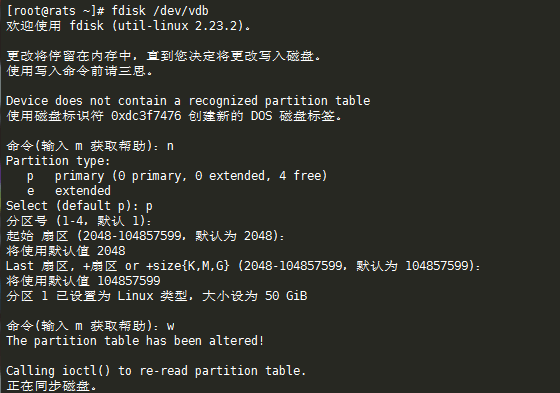 [root@rats ~]# fdisk /dev/vdb
欢迎使用 fdisk (util-linux 2.23.2)。
更改将停留在内存中，直到您决定将更改写入磁盘。
使用写入命令前请三思。
Device does not contain a recognized partition table
使用磁盘标识符 0xdc3f7476 创建新的 DOS 磁盘标签。
命令(输入 m 获取帮助)：n
Partition type:
   p   primary (0 primary, 0 extended, 4 free)
   e   extended
Select (default p): p
分区号 (1-4，默认 1)：
起始 扇区 (2048-104857599，默认为 2048)：
将使用默认值 2048
Last 扇区, +扇区 or +size{K,M,G} (2048-104857599，默认为 104857599)：
将使用默认值 104857599
分区 1 已设置为 Linux 类型，大小设为 50 GiB
命令(输入 m 获取帮助)：w
The partition table has been altered!
Calling ioctl() to re-read partition table.
正在同步磁盘。